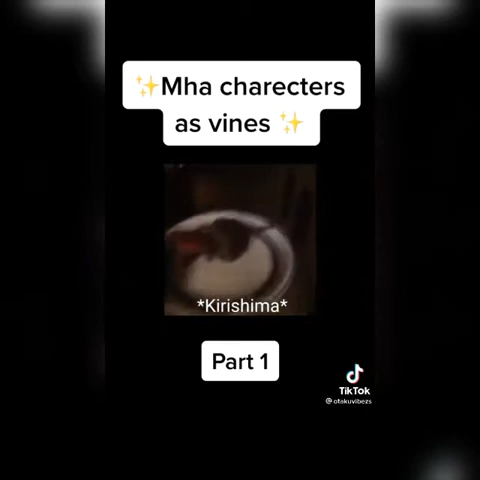 ✨Mha charecters
as vines ✨
*Kirishima*
Part 1
TikTok
@otakuvibezs